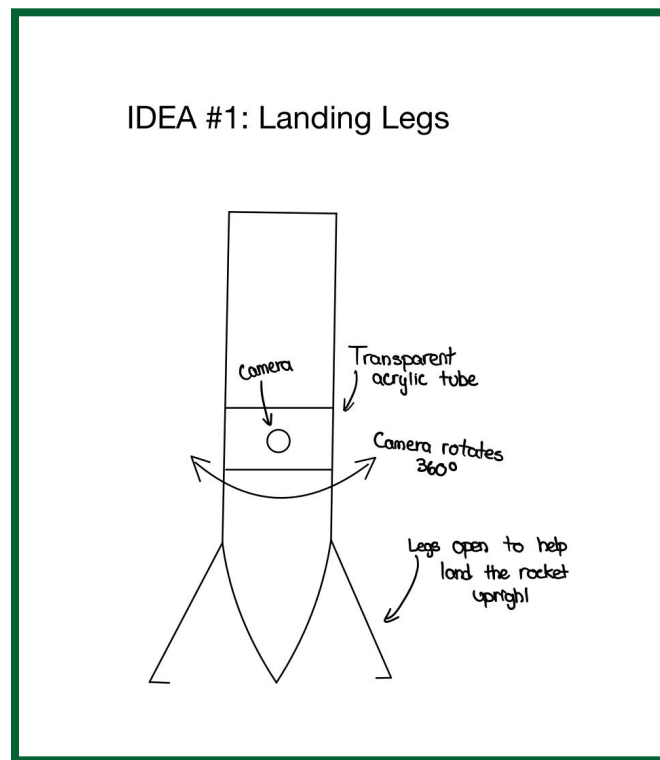 IDEA #1: Landing Legs
Camera
Transparent
acrylic tube
Camera rotates
360°
Legs open to help
land the rocket
upright